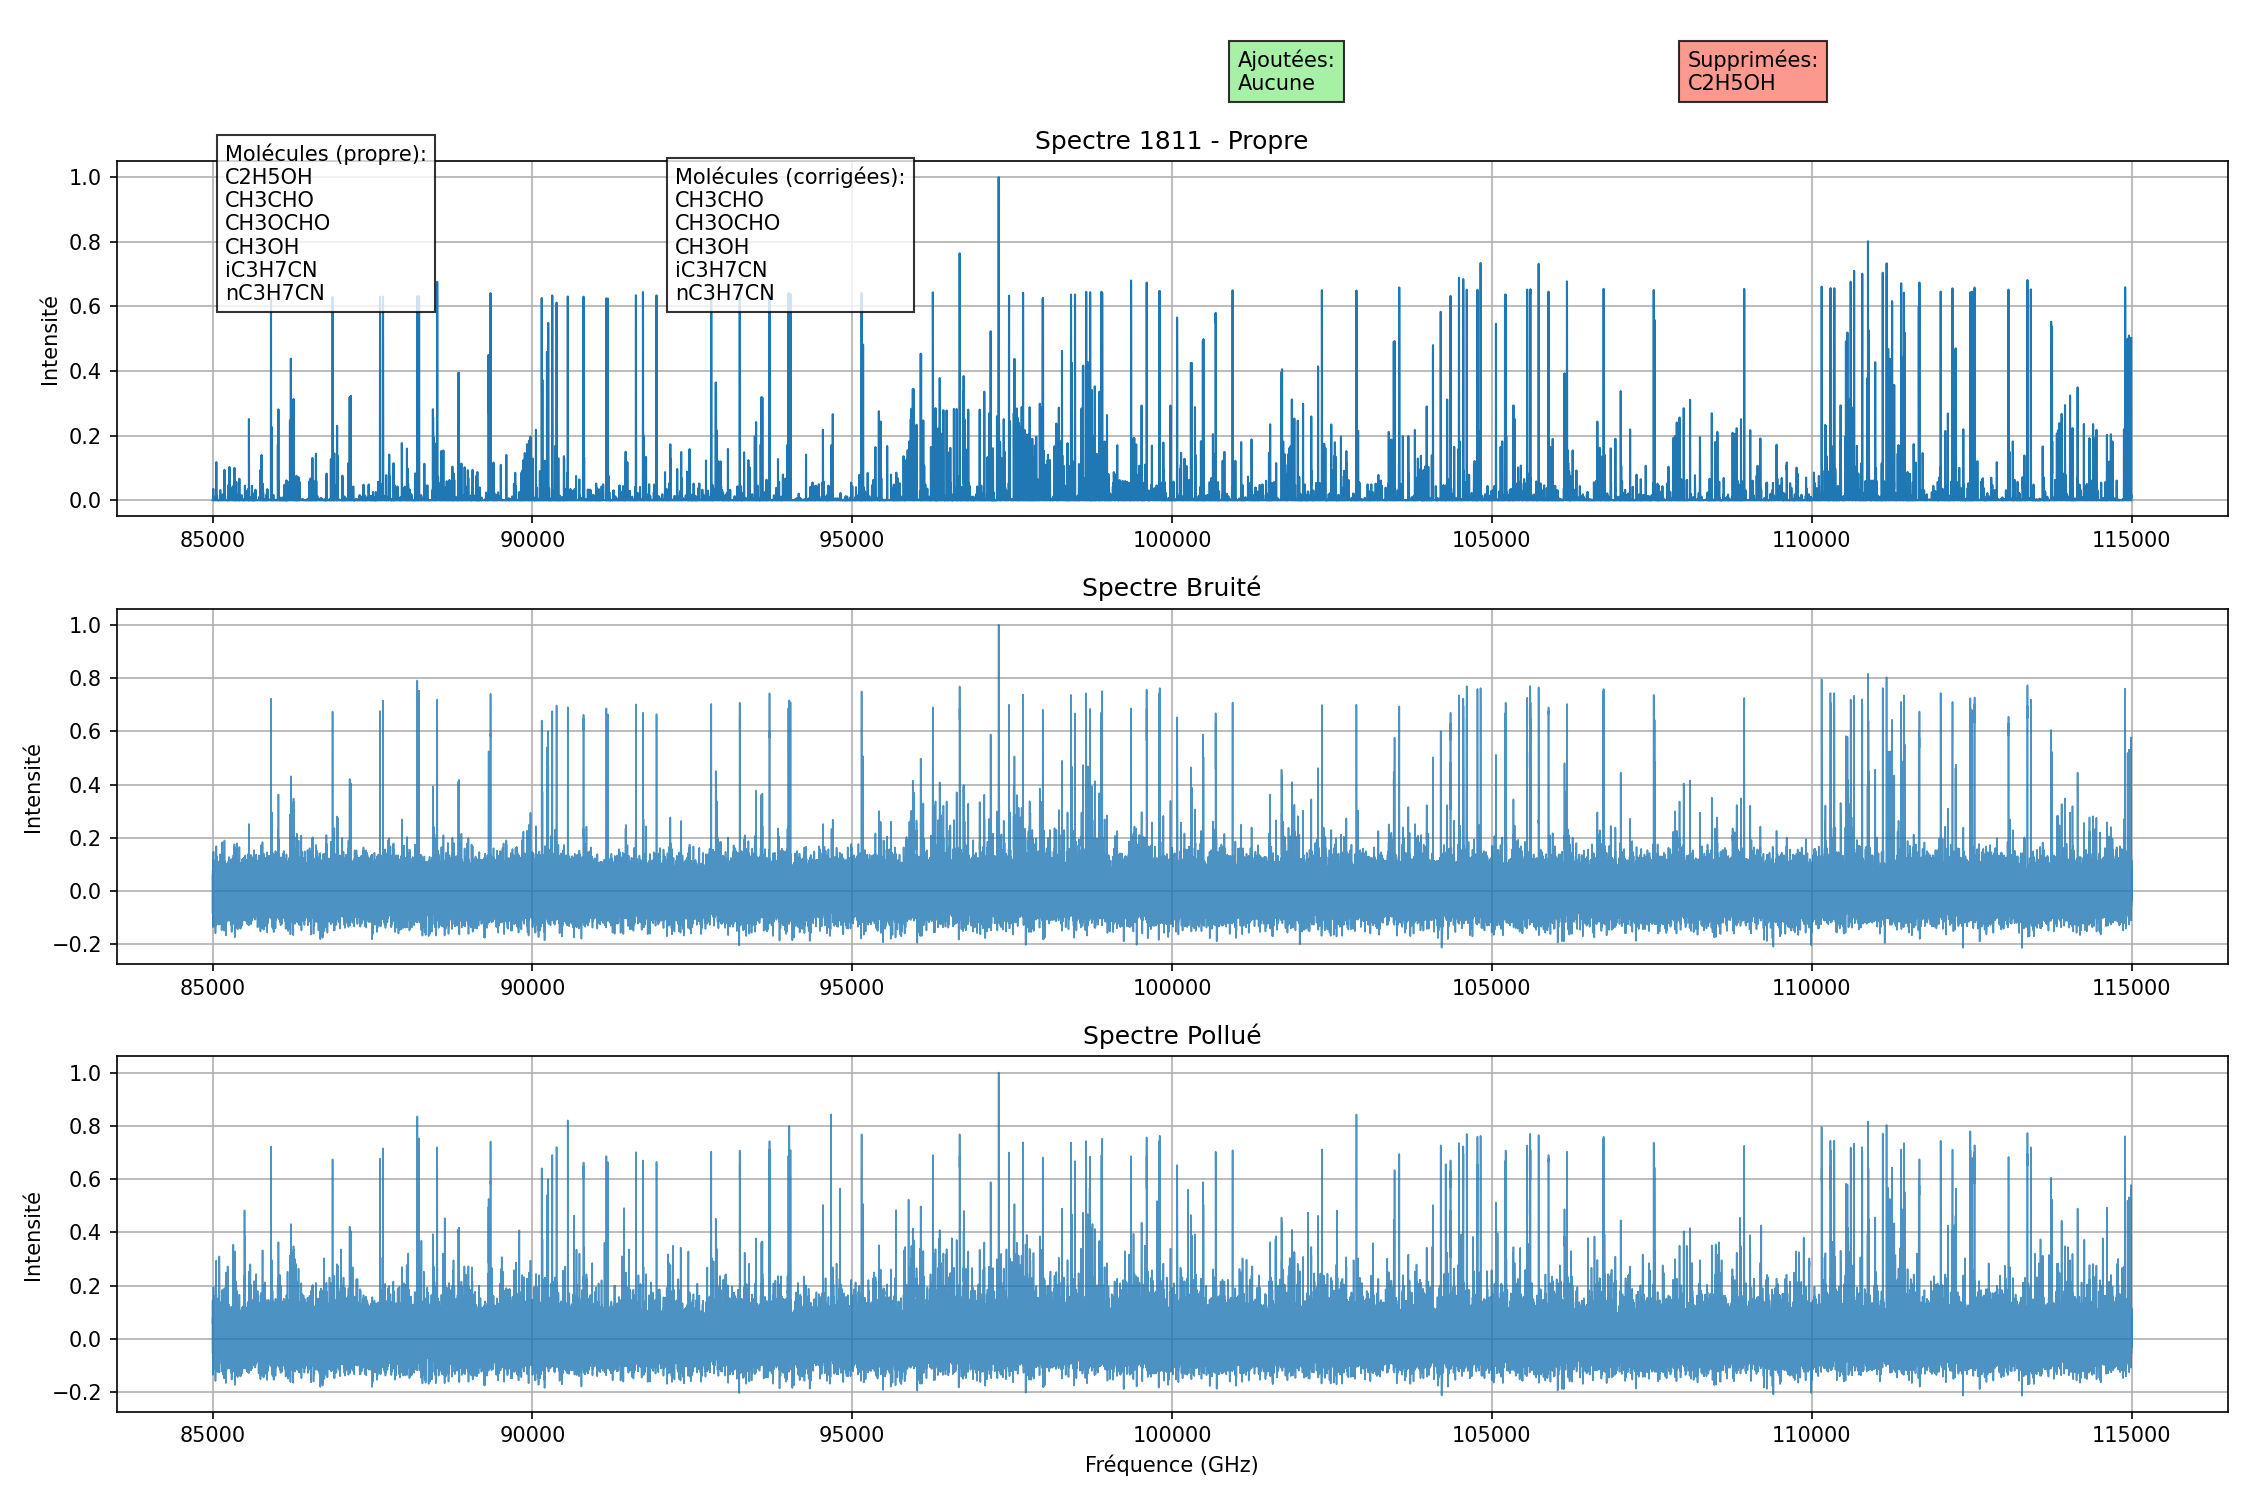 Ajoutées:
Aucune
Supprimées:
C2H5OH
Spectre 1811 - Propre
Molécules (propre):
C2H5OH
CH3CHO
CH3OCHO
CH3OH
iC3H7CN
nC3H7CN
Molécules (corrigées):
CH3CHO
CH3OCHO
CH3OH
iC3H7CN
nC3H7CN
Intensité
1.0
0.8
0.6
0.4
0.2
0.0
85000 90000 95000 100000 105000 110000 115000
Spectre Bruité
Intensité
1.0
0.8
0.6
0.4
0.2
0.0
−0.2
85000 90000 95000 100000 105000 110000 115000
Spectre Pollué
Intensité
1.0
0.8
0.6
0.4
0.2
0.0
−0.2
85000 90000 95000 100000 105000 110000 115000
Fréquence (GHz)